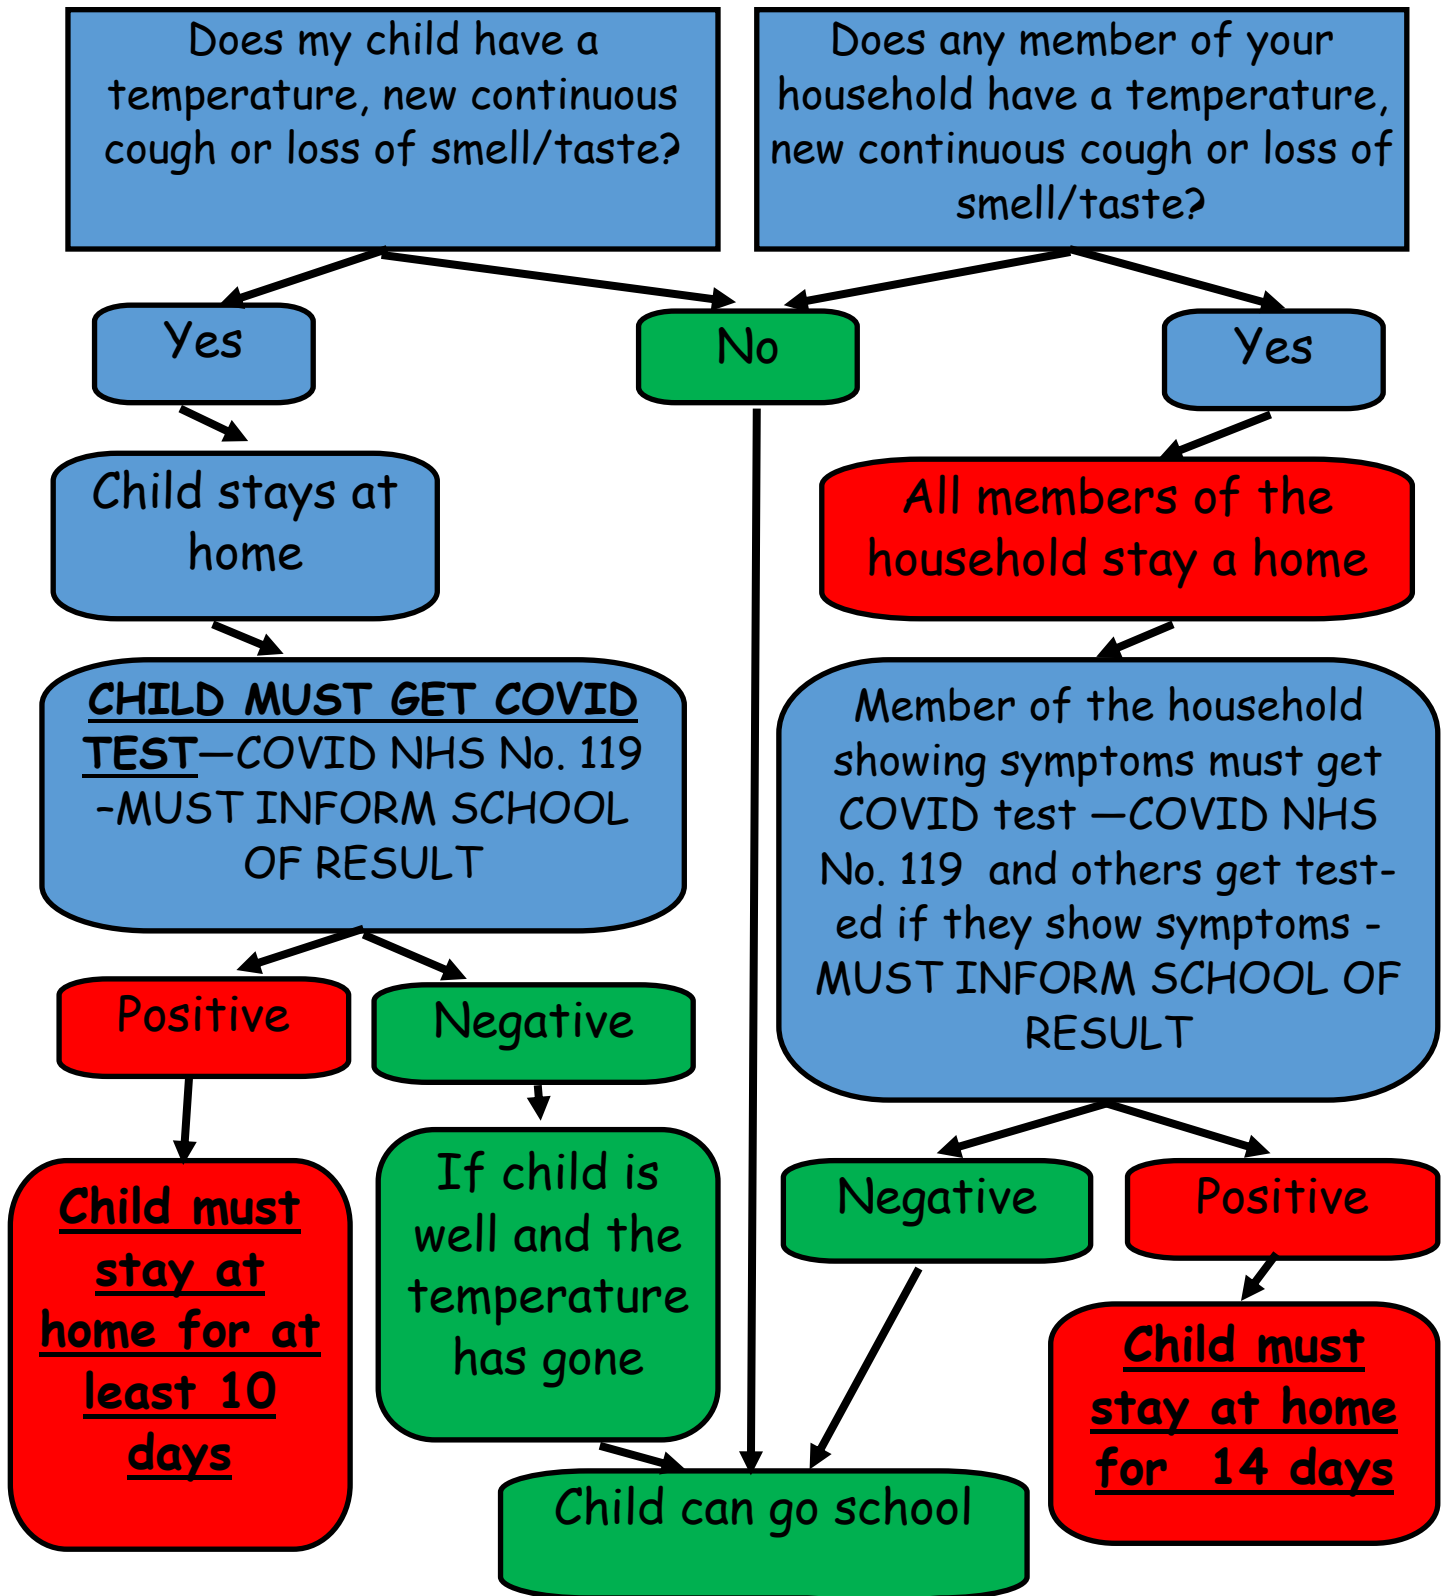 Does my child have a
temperature, new continuous
cough or loss of smell/taste?
Does any member of your
household have a temperature,
new continuous cough or loss of
smell/taste?
Yes
No
Yes
Child stays at
home
All members of the
household stay a home
CHILD MUST GET COVID
TEST—COVID NHS No. 119
–MUST INFORM SCHOOL
OF RESULT
Member of the household
showing symptoms must get
COVID test —COVID NHS
No. 119 and others get test-
ed if they show symptoms -
MUST INFORM SCHOOL OF
RESULT
Positive
Negative
Negative
Positive
Child must
stay at
home for at
least 10
days
If child is
well and the
temperature
has gone
Child must
stay at home
for 14 days
Child can go school